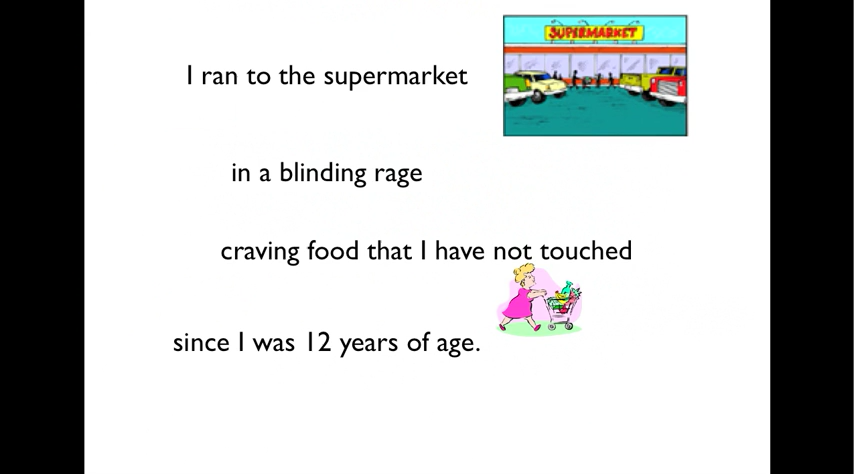 SUPERMARKET
I ran to the supermarket
in a blinding rage
craving food that I have not touched
since I was 12 years of age.